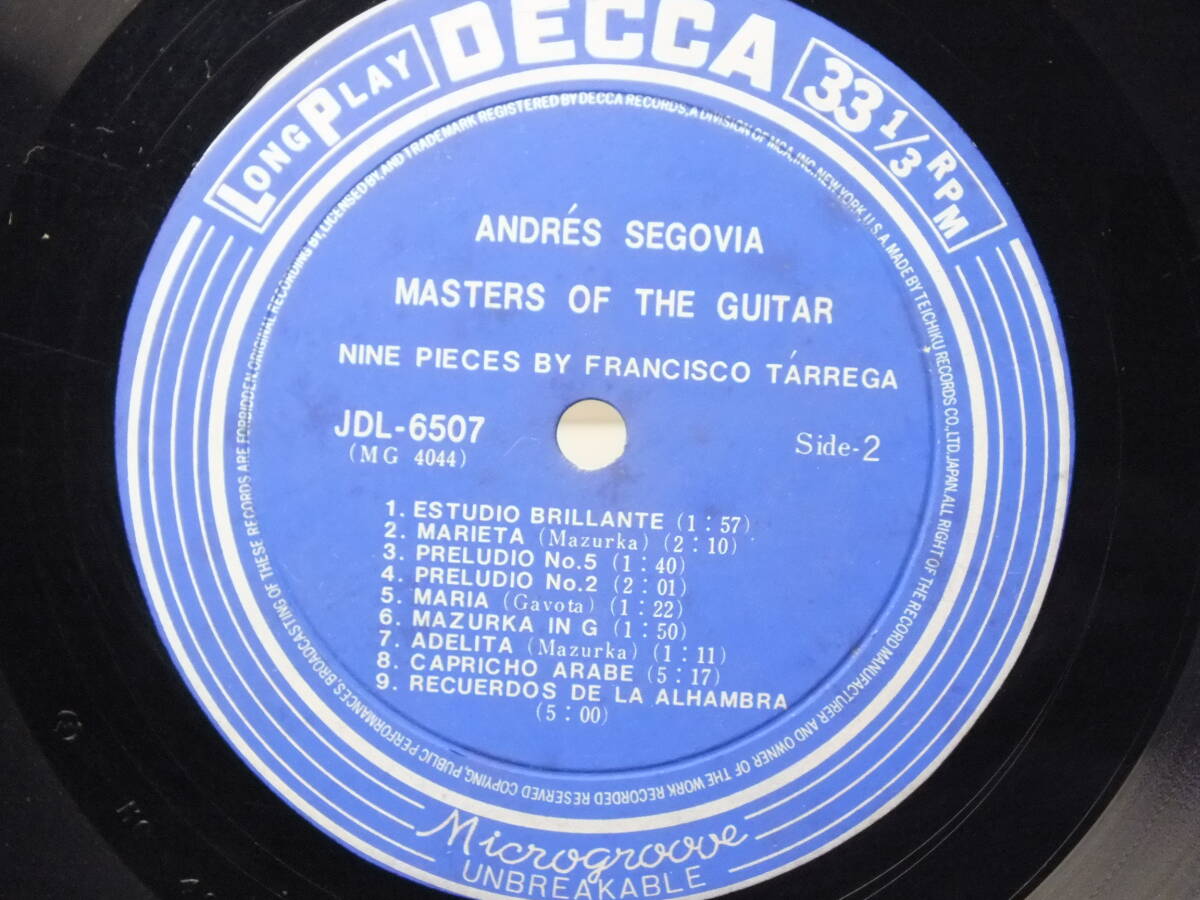 LONG PLAY
DECCA
33 1/3 RPM
ANDRÉS SEGOVIA
MASTERS OF THE GUITAR
NINE PIECES BY FRANCISCO TÁRREGA
JDL-6507
(MG 4044)
Side-2
1. ESTUDIO BRILLANTE (1:57)
2. MARIETA (Mazurka) (2:10)
3. PRELUDIO No.5 (1:40)
4. PRELUDIO No.2 (2:01)
5. MARIA (Gavota) (1:22)
6. MAZURKA IN G (1:50)
7. ADELITA (Mazurka) (1:11)
8. CAPRICHO ARABE (5:17)
9. RECUERDOS DE LA ALHAMBRA
(5:00)
ORIGINAL RECORDING BY, LICENSED BY, AND TRADEMARK REGISTERED BY DECCA RECORDS, A DIVISION OF MCA, INC. NEW YORK, U.S.A. MADE BY TEICHIKU RECORDS CO., LTD. JAPAN. ALL RIGHT OF THE RECORD MANUFACTURER AND OWNER OF THE WORK RECORDED RESERVED COPYING, PUBLIC PERFORMANCES, BROADCASTING OF THESE RECORDS ARE FORBIDDEN.
Microgroove
UNBREAKABLE